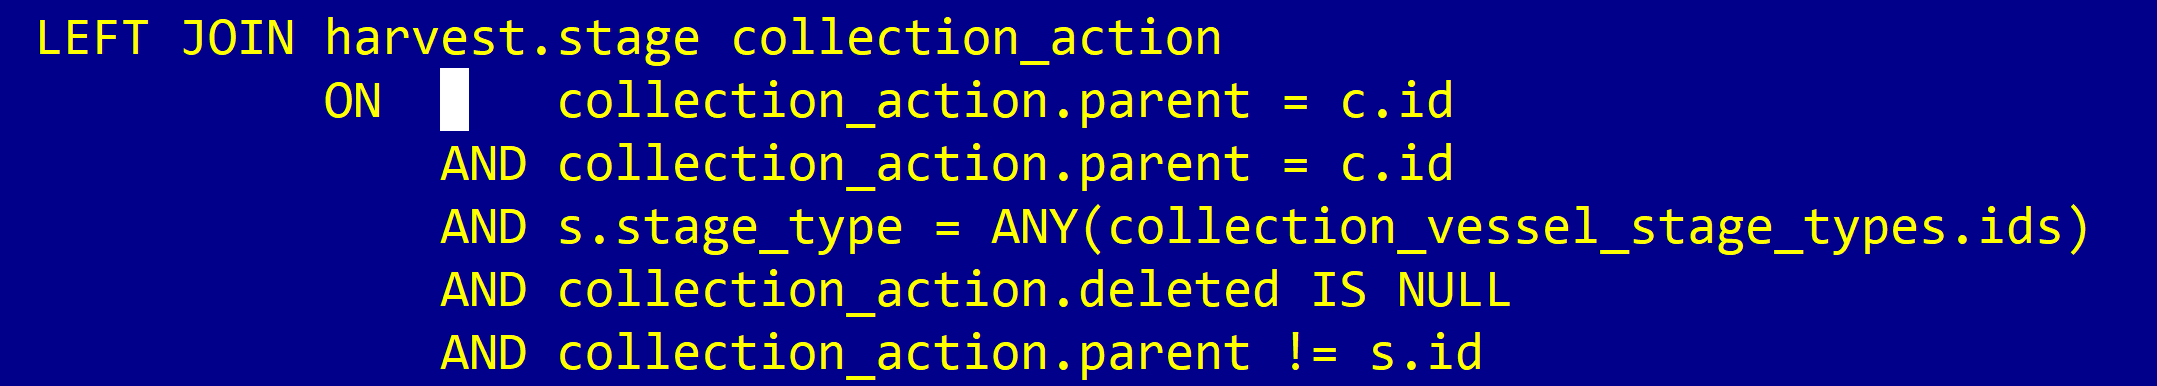 LEFT JOIN harvest.stage collection_action
ON collection_action.parent = c.id
AND collection_action.parent = c.id
AND s.stage_type = ANY(collection_vessel_stage_types.ids)
AND collection_action.deleted IS NULL
AND collection_action.parent != s.id